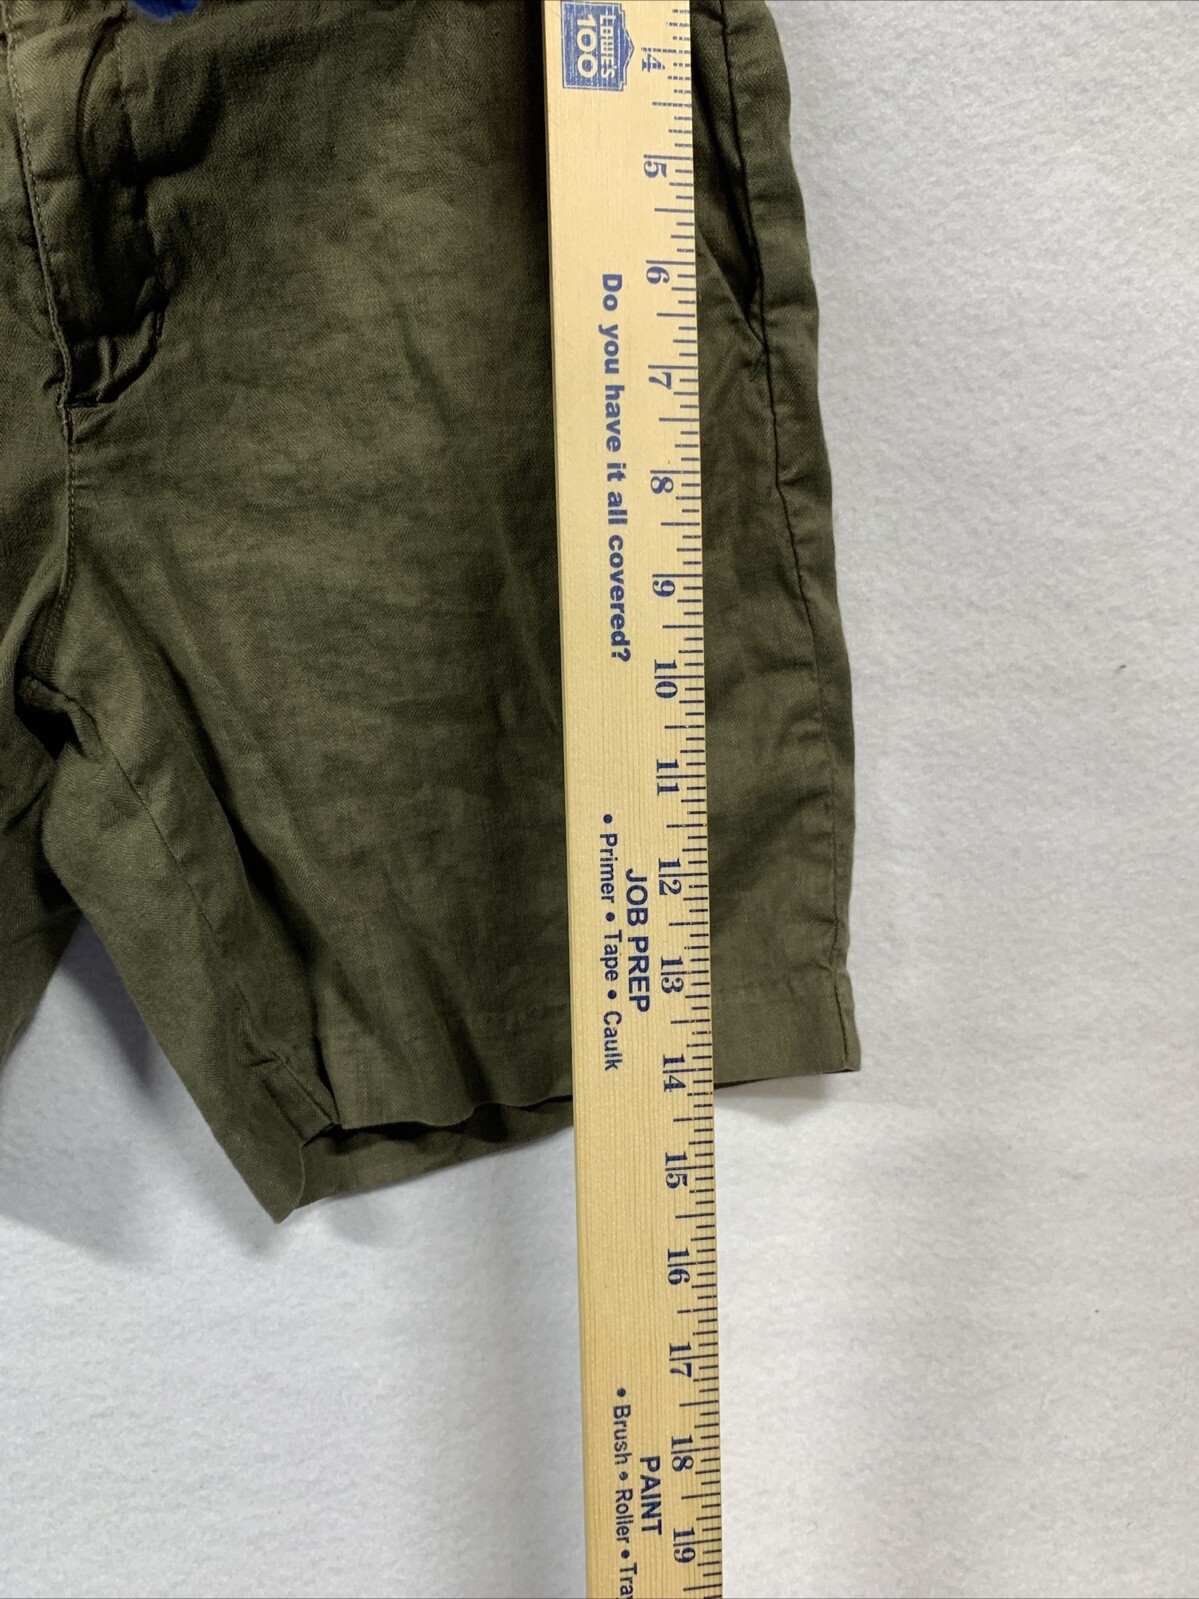 LOWE'S
100
4
5
6
7
8
9
10
11
12
13
14
15
16
17
18
19
Do you have it all covered?
JOB PREP
• Primer • Tape • Caulk
PAINT
• Brush • Roller •